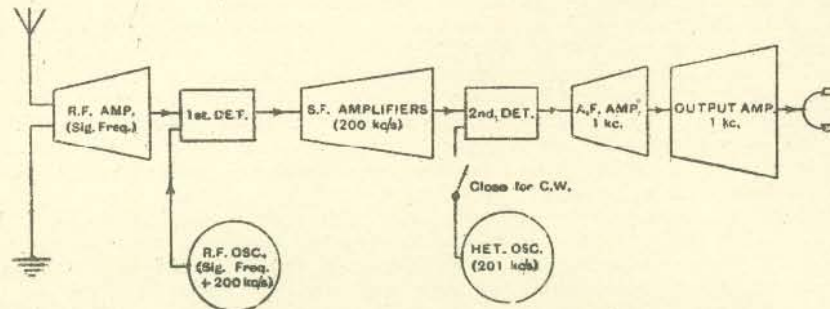 R.F. AMP.
(Sig. Freq.)
1st. DET.
S.F. AMPLIFIERS
(200 kc/s)
2nd. DET.
A.F. AMP.
1 kc.
OUTPUT AMP.
1 kc.
Close for C.W.
R.F. OSC.
(Sig. Freq.
+ 200 kc/s)
HET. OSC.
(201 kc/s)